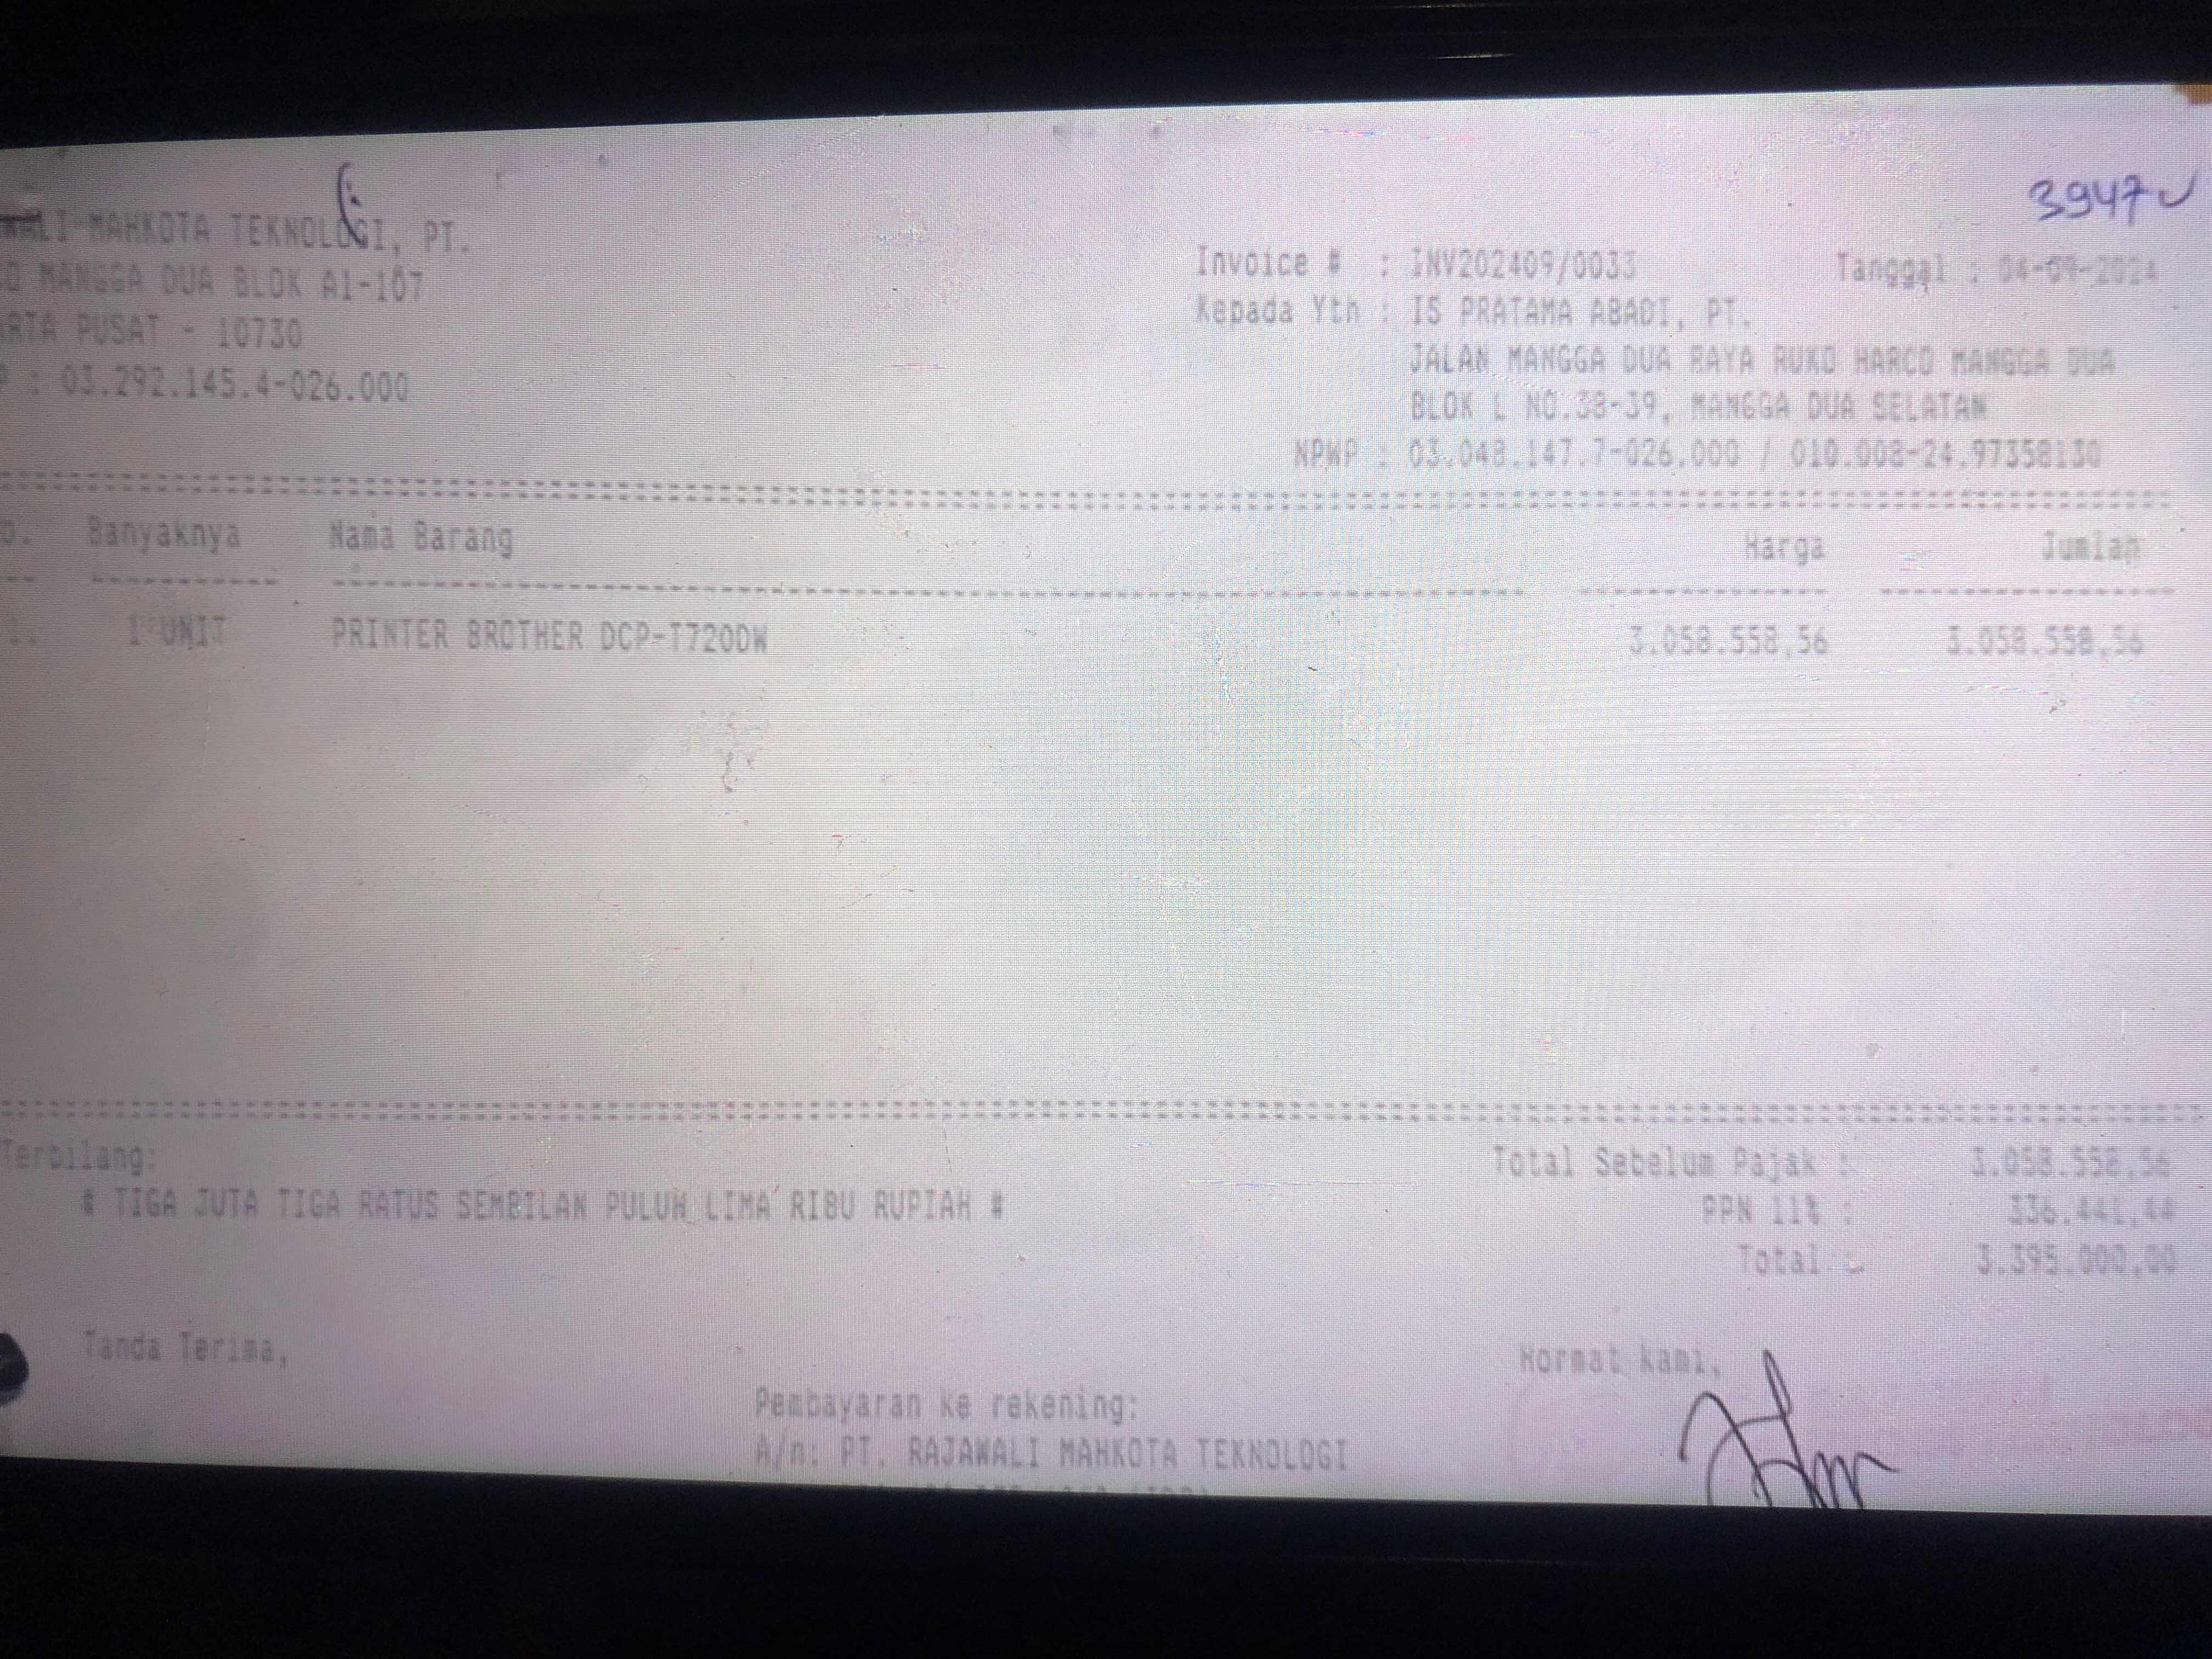 3947
WALI MAHKOTA TEKNOLOGI, PT.
O MANGGA DUA BLOK A1-107
ARTA PUSAT - 10730
P : 03.292.145.4-026.000
Invoice # : INV202409/0033 Tanggal : 04-09-2024
Kepada Yth : IS PRATAMA ABADI, PT.
JALAN MANGGA DUA RAYA RUKO HARCO MANGGA DUA
BLOK L NO.38-39, MANGGA DUA SELATAN
NPWP : 03.048.147.7-026.000 / 010.008-24.97358130
o. Banyaknya Nama Barang Harga Jumlah
1. 1 UNIT PRINTER BROTHER DCP-T720DW 3.058.558,56 3.058.558,56
Terbilang:
# TIGA JUTA TIGA RATUS SEMBILAN PULUH LIMA RIBU RUPIAH #
Total Sebelum Pajak : 3.058.558,56
PPN 11% : 336.441,44
Total : 3.395.000,00
Tanda Terima,
Hormat kami,
Pembayaran ke rekening:
A/n: PT. RAJAWALI MAHKOTA TEKNOLOGI